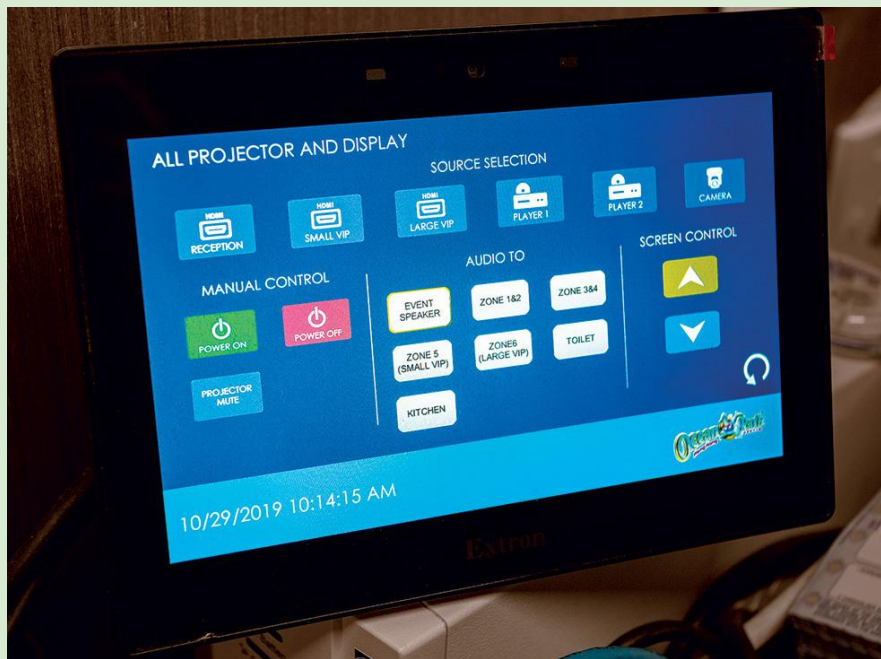 ALL PROJECTOR AND DISPLAY
SOURCE SELECTION
HDMI
RECEPTION
HDMI
SMALL VIP
HDMI
LARGE VIP
PLAYER 1
PLAYER 2
CAMERA
MANUAL CONTROL
POWER ON
POWER OFF
PROJECTOR
MUTE
AUDIO TO
EVENT
SPEAKER
ZONE 1&2
ZONE 3&4
ZONE 5
(SMALL VIP)
ZONE6
(LARGE VIP)
TOILET
KITCHEN
SCREEN CONTROL
Ocean Park
10/29/2019 10:14:15 AM
Extron